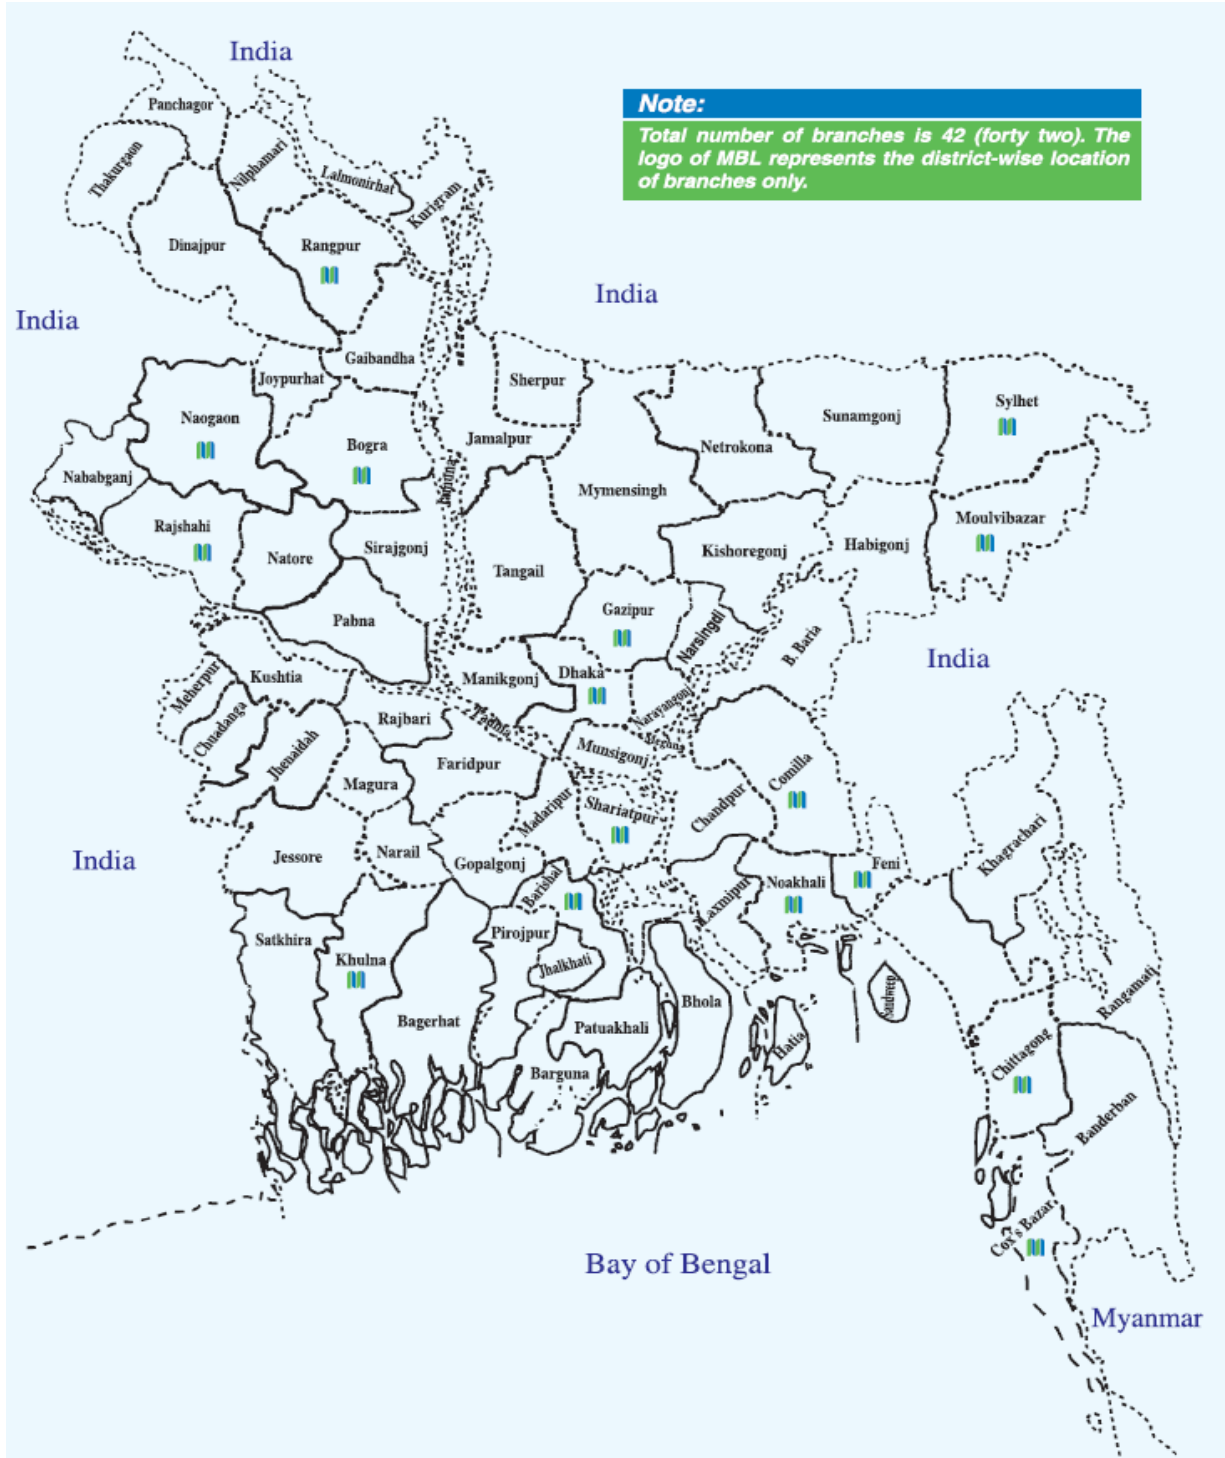 India
Panchagor
Note:
Total number of branches is 42 (forty two). The
logo of MBL represents the district-wise location
of branches only.
Thakurgaon
Nilphamari
Lalmonirhat
Kurigram
Dinajpur
Rangpur
India
India
Gaibandha
Joypurhat
Sherpur
Naogaon
Bogra
Jamalpur
Netrokona
Sunamgonj
Sylhet
Nababganj
Jamuna
Mymensingh
Rajshahi
Natore
Sirajgonj
Tangail
Kishoregonj
Habigonj
Moulvibazar
Pabna
Gazipur
Narsingdi
B. Baria
India
Meherpur
Kushtia
Manikgonj
Dhaka
Narayangonj
Chuadanga
Rajbari
Padma
Meghna
Jhenaidah
Magura
Faridpur
Munsigonj
Comilla
Madaripur
Shariatpur
Chandpur
India
Jessore
Narail
Gopalgonj
Khagrachari
Barishal
Laxmipur
Noakhali
Feni
Satkhira
Khulna
Pirojpur
Jhalkhati
Bagerhat
Patuakhali
Bhola
Hatia
Sandweep
Rangamati
Barguna
Chittagong
Banderban
Cox's Bazar
Bay of Bengal
Myanmar